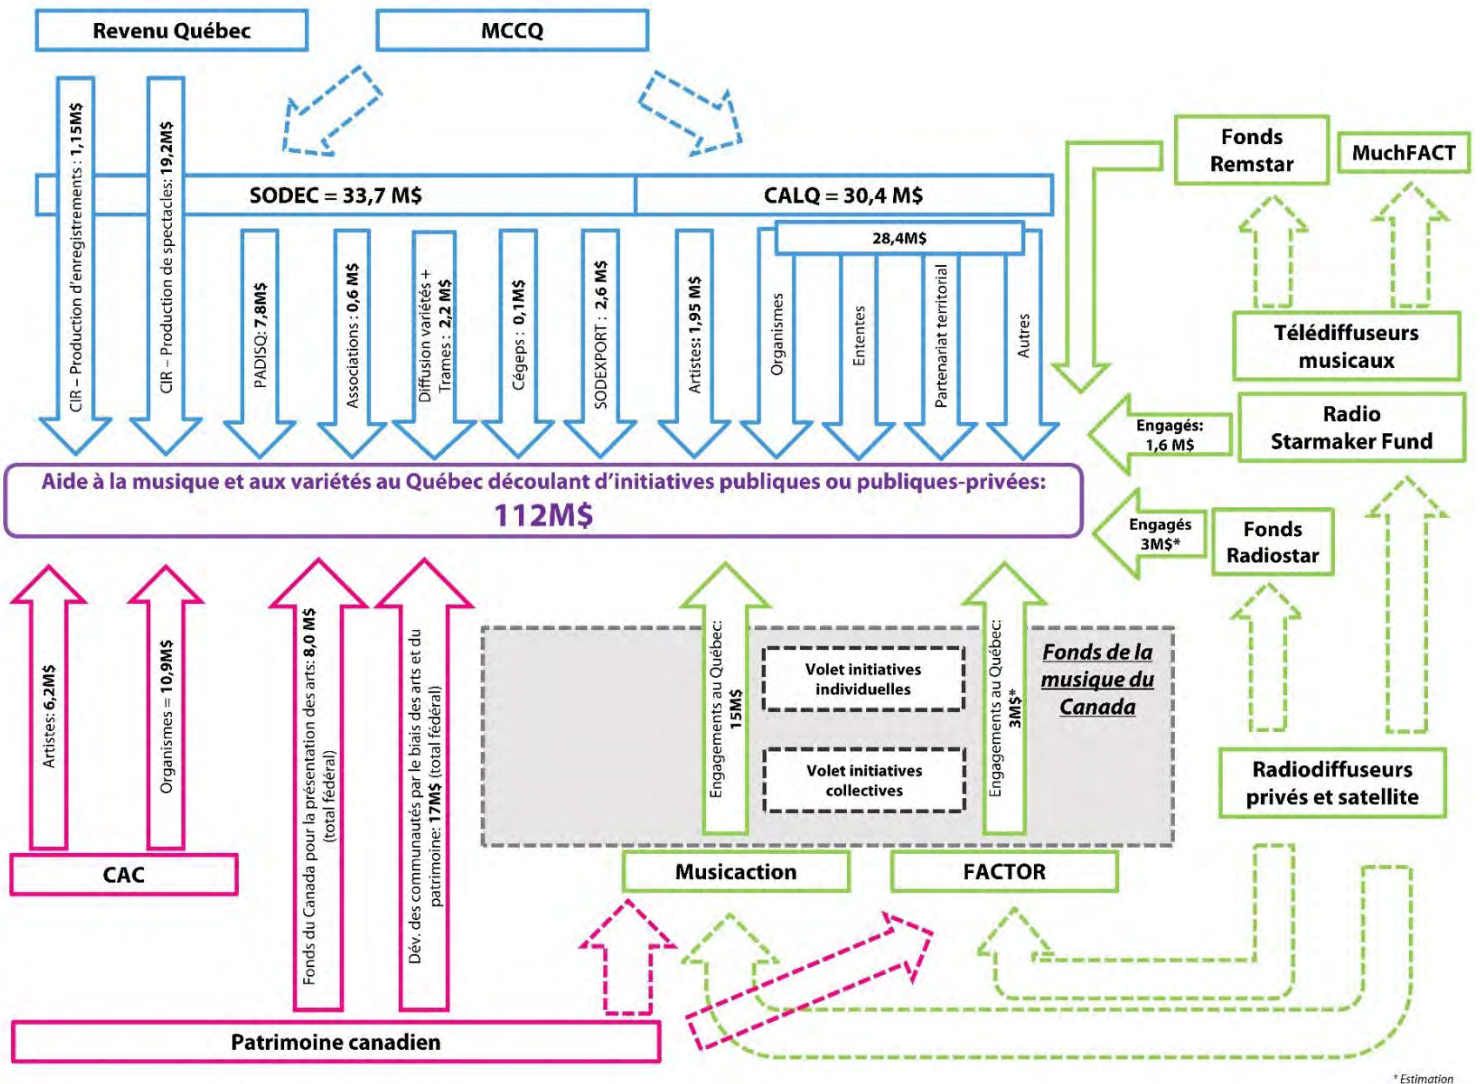 Revenu Québec
MCCQ
CIR – Production d'enregistrements : 1,15M$
CIR – Production de spectacles: 19,2M$
SODEC = 33,7 M$
CALQ = 30,4 M$
28,4M$
PADISQ: 7,8M$
Associations : 0,6 M$
Diffusion variétés +
Trames : 2,2 M$
Cégeps : 0,1M$
SODEXPORT : 2,6 M$
Artistes: 1,95 M$
Organismes
Ententes
Partenariat territorial
Autres
Fonds
Remstar
MuchFACT
Télédiffuseurs
musicaux
Engagés:
1,6 M$
Radio
Starmaker Fund
Aide à la musique et aux variétés au Québec découlant d'initiatives publiques ou publiques-privées:
112M$
Engagés
3M$*
Fonds
Radiostar
Artistes: 6,2M$
Organismes = 10,9M$
Fonds du Canada pour la présentation des arts: 8,0 M$
(total fédéral)
Dév. des communautés par le biais des arts et du
patrimoine: 17M$ (total fédéral)
Engagements au Québec:
15M$
Volet initiatives
individuelles
Volet initiatives
collectives
Engagements au Québec:
3M$*
Fonds de la
musique du
Canada
Radiodiffuseurs
privés et satellite
CAC
Musicaction
FACTOR
Patrimoine canadien
* Estimation